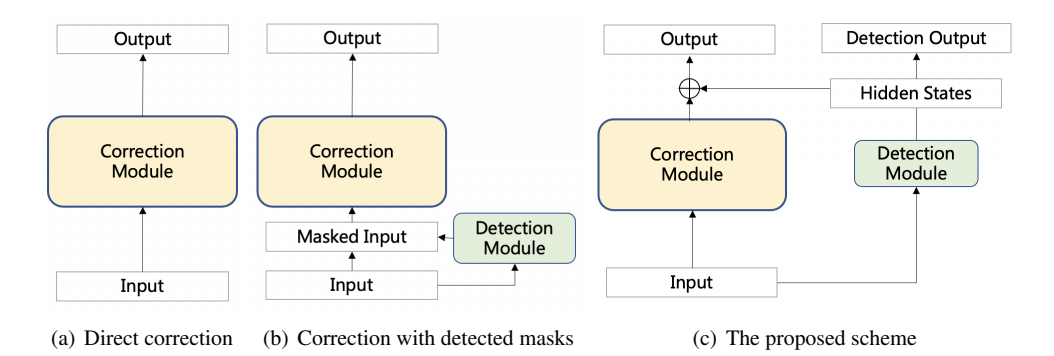 Output
Correction
Module
Input
(a) Direct correction
Output
Correction
Module
Masked Input
Detection
Module
Input
(b) Correction with detected masks
Output
Detection Output
Hidden States
Correction
Module
Detection
Module
Input
(c) The proposed scheme